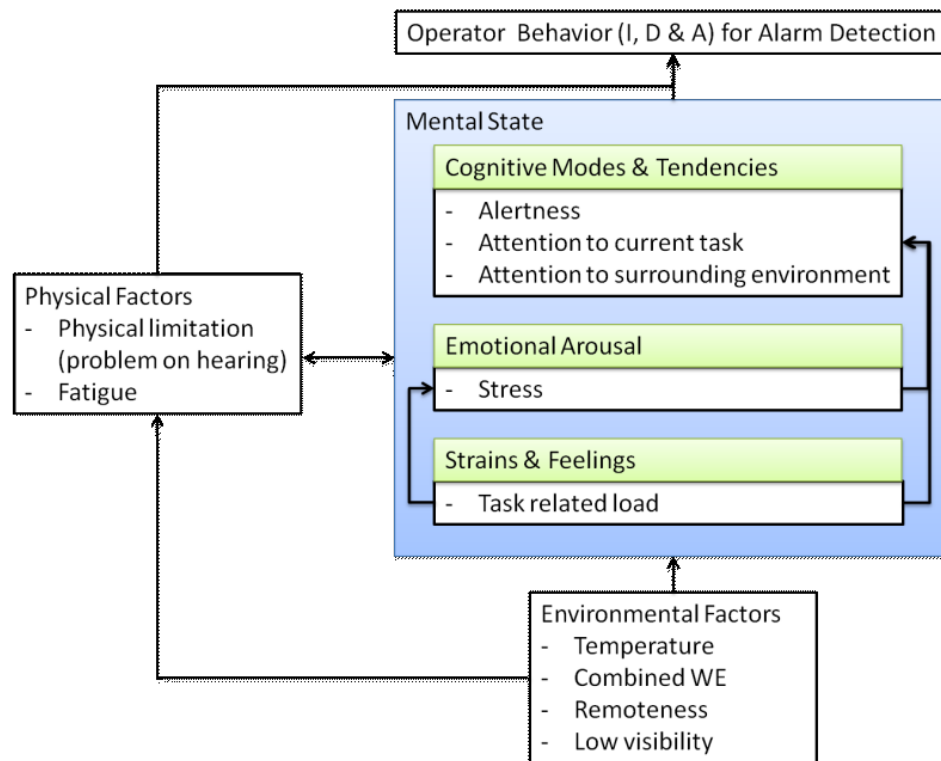 Operator Behavior (I, D & A) for Alarm Detection
Mental State
Cognitive Modes & Tendencies
- Alertness
- Attention to current task
- Attention to surrounding environment
Physical Factors
- Physical limitation
(problem on hearing)
- Fatigue
Emotional Arousal
- Stress
Strains & Feelings
- Task related load
Environmental Factors
- Temperature
- Combined WE
- Remoteness
- Low visibility